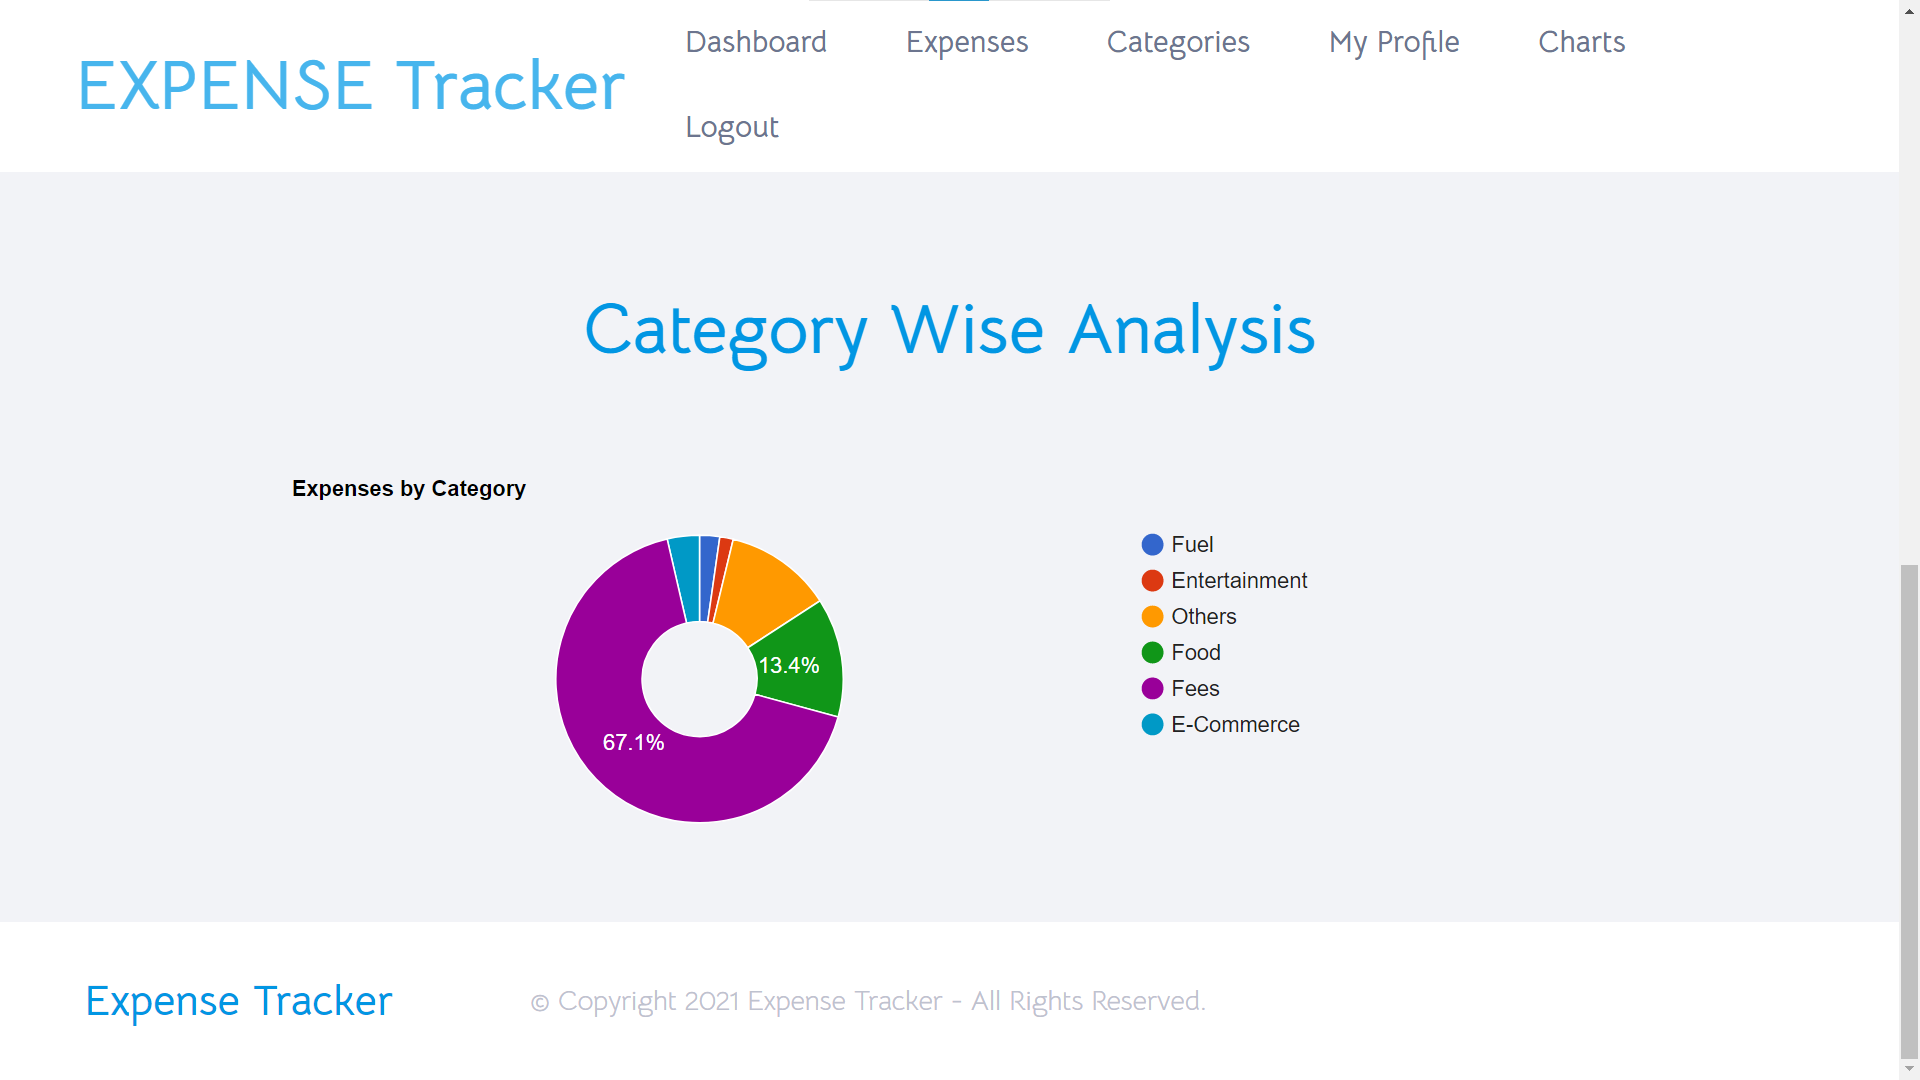 EXPENSE Tracker
Dashboard Expenses Categories My Profile Charts
Logout
Category Wise Analysis
Expenses by Category
13.4%
67.1%
Fuel
Entertainment
Others
Food
Fees
E-Commerce
Expense Tracker
© Copyright 2021 Expense Tracker - All Rights Reserved.